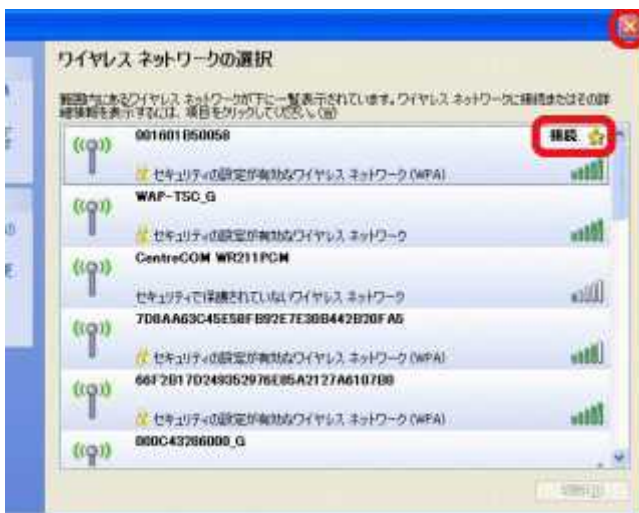 ワイヤレス ネットワークの選択
範囲内にあるワイヤレス ネットワークが下に一覧表示されています。ワイヤレス ネットワークに接続またはその詳
細情報を表示するには、項目をクリックしてください。(W)
001601B50058 接続
セキュリティの設定が有効なワイヤレス ネットワーク (WPA)
WAP-TSC_G
セキュリティの設定が有効なワイヤレス ネットワーク
CentreCOM WR211PCM
セキュリティで保護されていないワイヤレス ネットワーク
7D8AA63C45E58FB92E7E30B442B20FA5
セキュリティの設定が有効なワイヤレス ネットワーク (WPA)
66F2B17D249352976E85A2127A6107B8
セキュリティの設定が有効なワイヤレス ネットワーク (WPA)
000C43286000_G